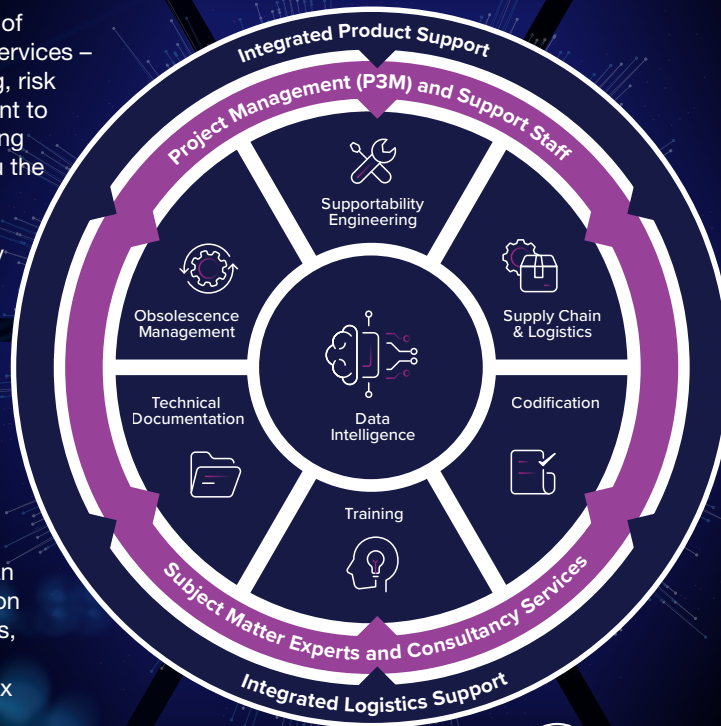 of
services –
g, risk
nt to
ng
u the
y
an
on
s,
x
Integrated Product Support
Project Management (P3M) and Support Staff
Supportability
Engineering
Obsolescence
Management
Supply Chain
& Logistics
Technical
Documentation
Data
Intelligence
Codification
Training
Subject Matter Experts and Consultancy Services
Integrated Logistics Support